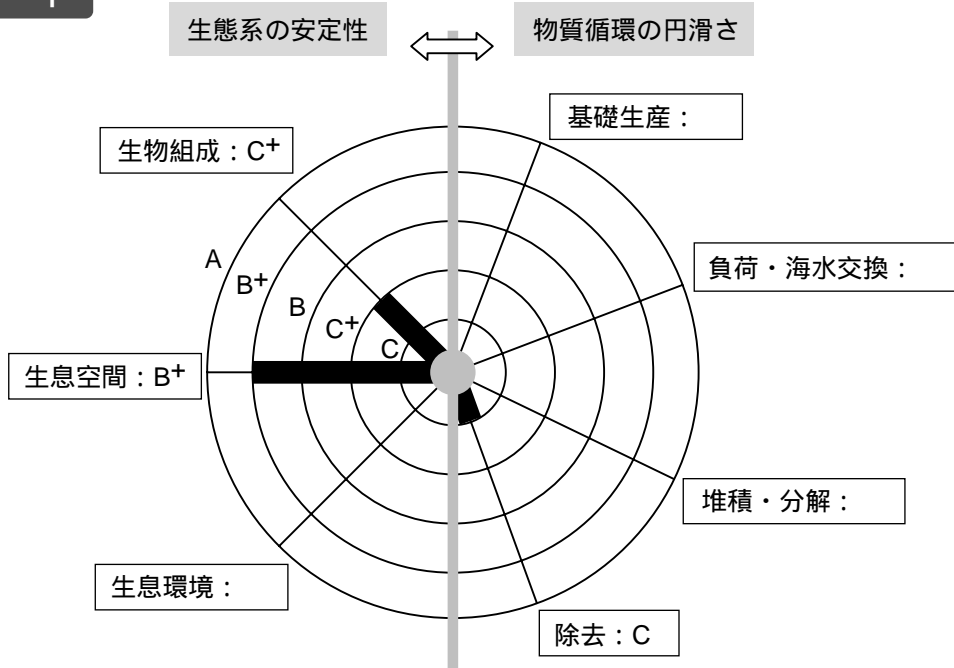 生態系の安定性
物質循環の円滑さ
基礎生産：
生物組成：C+
負荷・海水交換：
A
B+
B
C+
C
生息空間：B+
堆積・分解：
生息環境：
除去：C